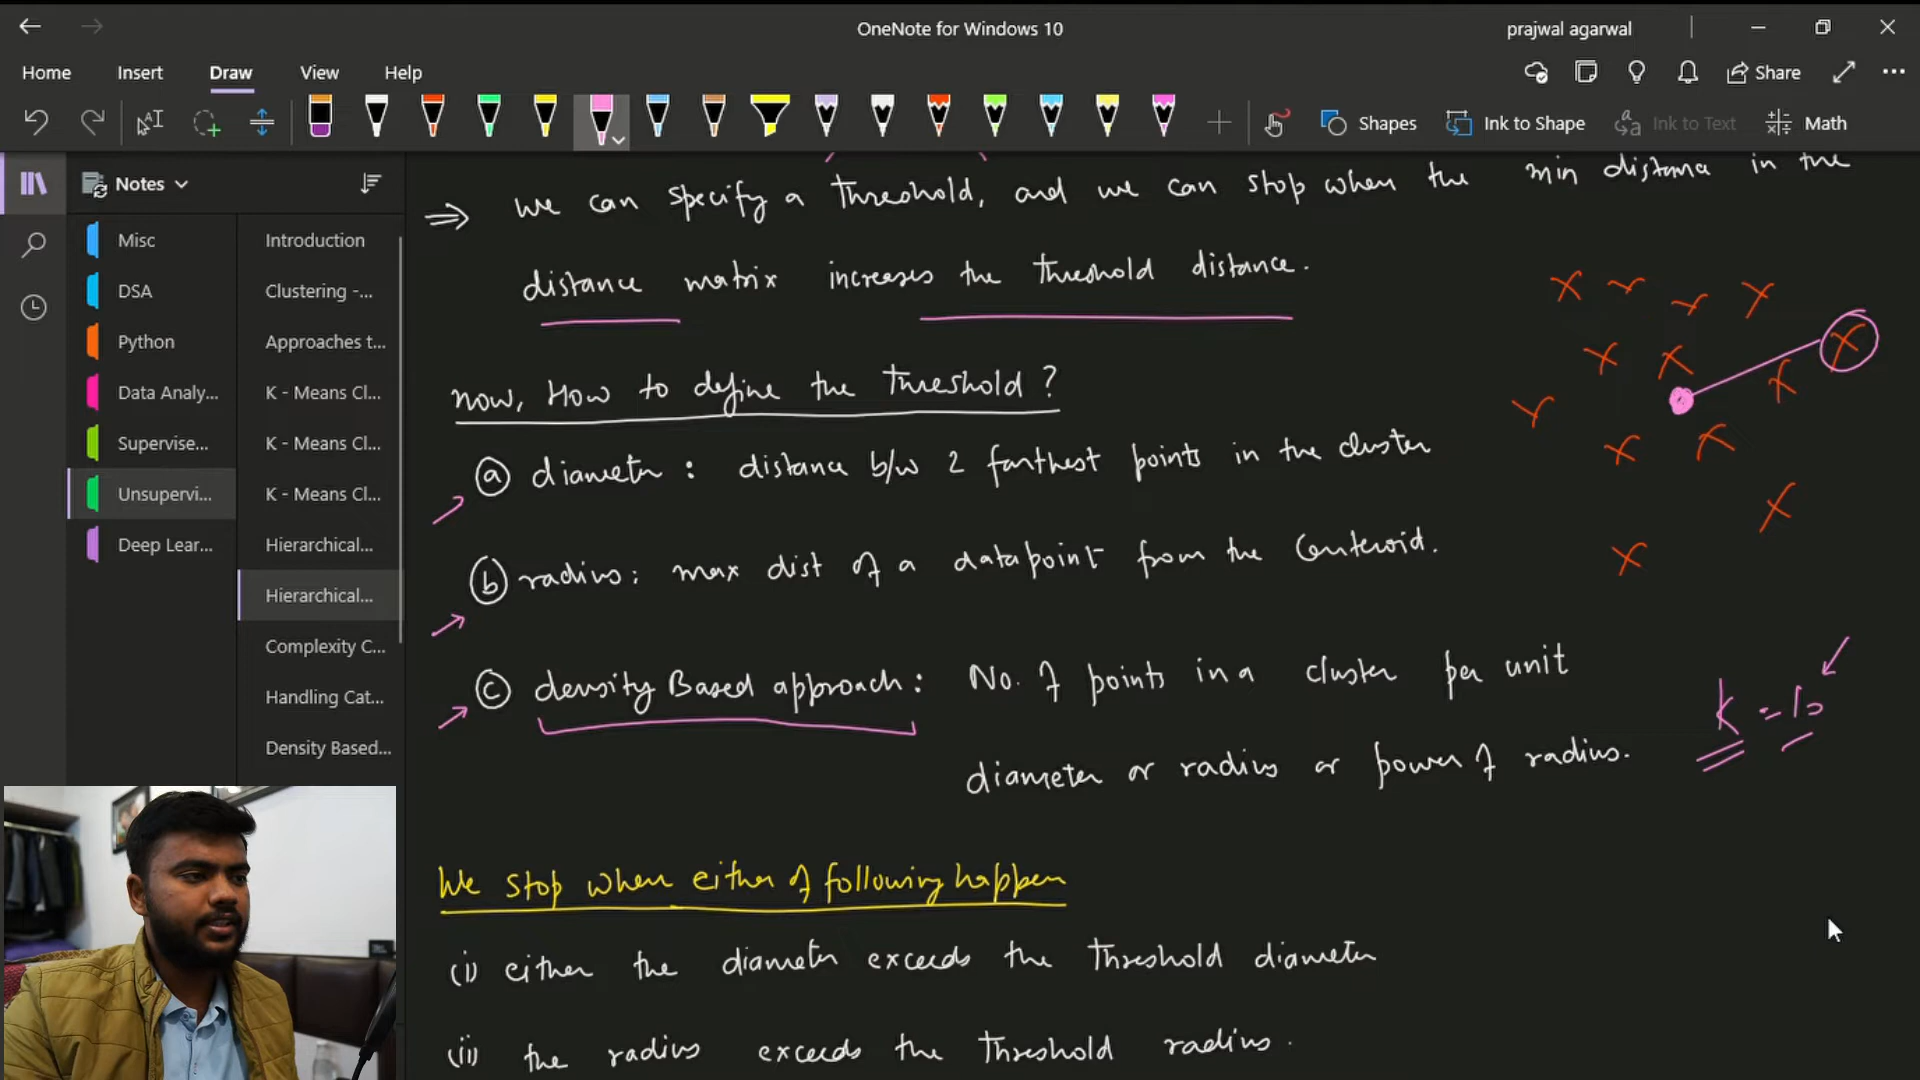 OneNote for Windows 10
prajwal agarwal
Home Insert Draw View Help
Share
Shapes
Ink to Shape
Ink to Text
Math
Notes
Misc
DSA
Python
Data Analy...
Supervise...
Unsupervi...
Deep Lear...
Introduction
Clustering -...
Approaches t...
K - Means Cl...
K - Means Cl...
K - Means Cl...
Hierarchical...
Hierarchical...
Complexity C...
Handling Cat...
Density Based...
⇒ We can specify a threshold, and we can stop when the min distance in the
distance matrix increases the threshold distance.
Now, How to define the threshold?
(a) diameter: distance b/w 2 farthest points in the cluster
(b) radius: max dist of a datapoint from the Centeroid.
(c) density Based approach: No. of points in a cluster per unit
diameter or radius or power of radius.
K =
We stop when either of following happen
(i) either the diameter exceeds the Threshold diameter
(ii) the radius exceeds the Threshold radius.